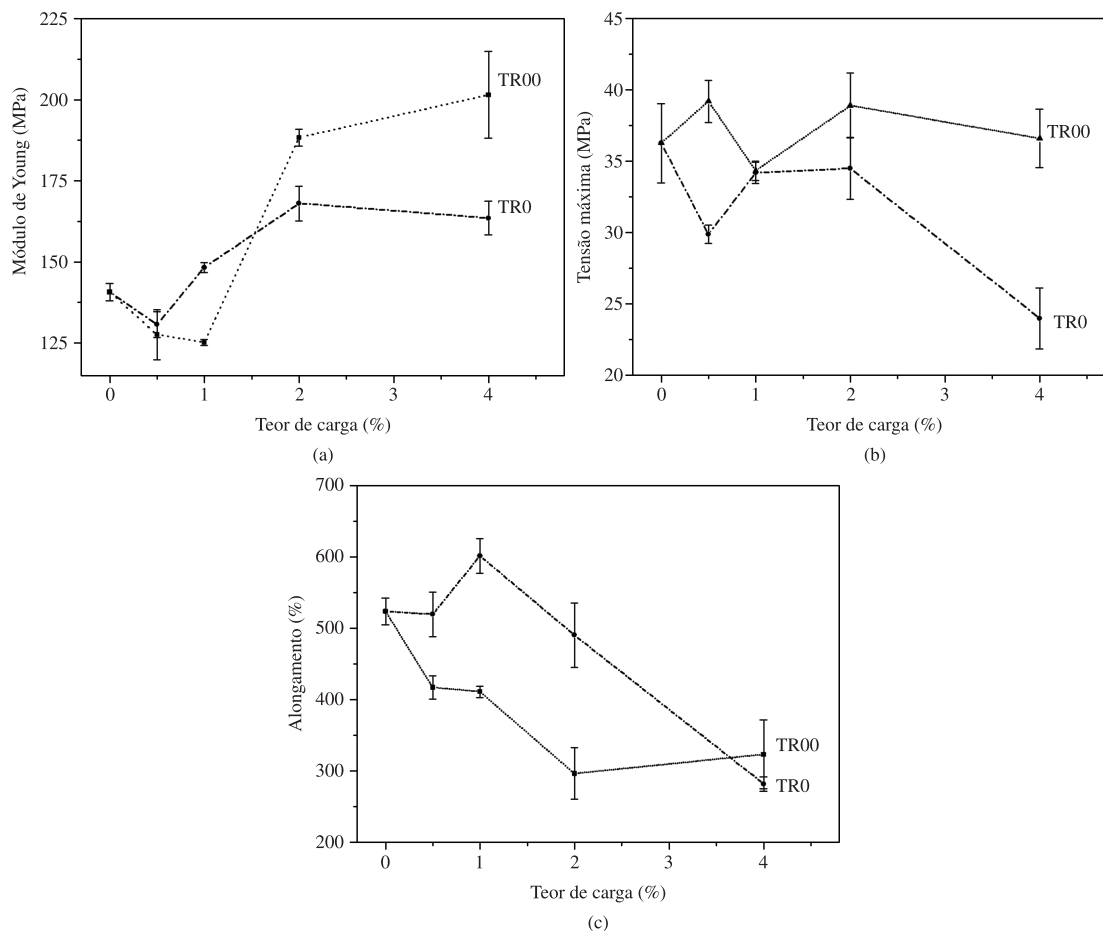 225
200
175
150
125
Módulo de Young (MPa)
TR00
TR0
0 1 2 3 4
Teor de carga (%)
(a)
45
40
35
30
25
20
Tensão máxima (MPa)
TR00
TR0
0 1 2 3 4
Teor de carga (%)
(b)
700
600
500
400
300
200
Alongamento (%)
TR00
TR0
0 1 2 3 4
Teor de carga (%)
(c)